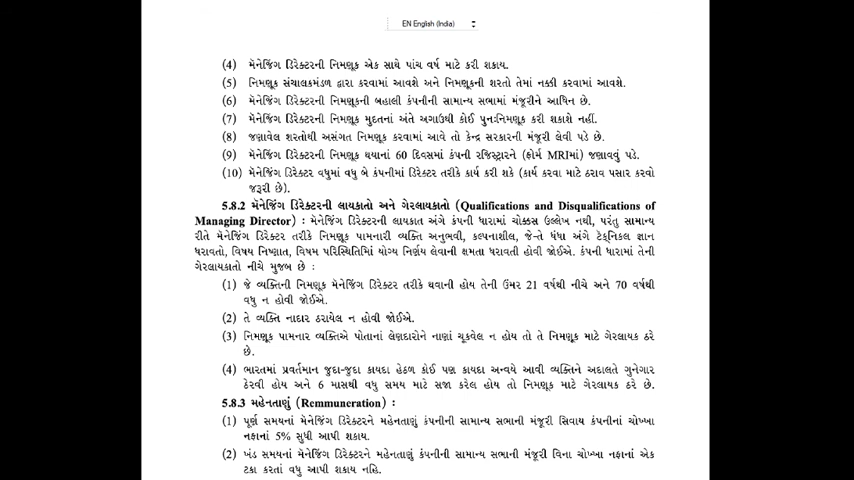 EN English (India)
(4) મૅનેજિંગ ડિરેક્ટરની નિમણૂક એક સાથે પાંચ વર્ષ માટે કરી શકાય.
(5) નિમણૂક સંચાલકમંડળ દ્વારા કરવામાં આવશે અને નિમણૂકની શરતો તેમાં નક્કી કરવામાં આવશે.
(6) મૅનેજિંગ ડિરેક્ટરની નિમણૂકની બહાલી કંપનીની સામાન્ય સભામાં મંજૂરીને આધિન છે.
(7) મૅનેજિંગ ડિરેક્ટરની નિમણૂક મુદતનાં અંતે અગાઉથી કોઈ પુનઃનિમણૂક કરી શકાશે નહીં.
(8) જણાવેલ શરતોથી અસંગત નિમણૂક કરવામાં આવે તો કેન્દ્ર સરકારની મંજૂરી લેવી પડે છે.
(9) મૅનેજિંગ ડિરેક્ટરની નિમણૂક થયાનાં 60 દિવસમાં કંપની રજિસ્ટ્રારને (ફોર્મ MRIમાં) જણાવવું પડે.
(10) મૅનેજિંગ ડિરેક્ટર વધુમાં વધુ બે કંપનીમાં ડિરેક્ટર તરીકે કાર્ય કરી શકે (કાર્ય કરવા માટે ઠરાવ પસાર કરવો
જરૂરી છે).
5.8.2 મૅનેજિંગ ડિરેક્ટરની લાયકાતો અને ગેરલાયકાતો (Qualifications and Disqualifications of
Managing Director) : મૅનેજિંગ ડિરેક્ટરની લાયકાત અંગે કંપની ધારામાં ચોક્કસ ઉલ્લેખ નથી, પરંતુ સામાન્ય
રીતે મૅનેજિંગ ડિરેક્ટર તરીકે નિમણૂક પામનારી વ્યક્તિ અનુભવી, કલ્પનાશીલ, જે-તે ધંધા અંગે ટૅક્નિકલ જ્ઞાન
ધરાવતો, વિષય નિષ્ણાત, વિષમ પરિસ્થિતિમાં યોગ્ય નિર્ણય લેવાની ક્ષમતા ધરાવતી હોવી જોઈએ. કંપની ધારામાં તેની
ગેરલાયકાતો નીચે મુજબ છે :
(1) જે વ્યક્તિની નિમણૂક મૅનેજિંગ ડિરેક્ટર તરીકે થવાની હોય તેની ઉંમર 21 વર્ષથી નીચે અને 70 વર્ષથી
વધુ ન હોવી જોઈએ.
(2) તે વ્યક્તિ નાદાર ઠરાયેલ ન હોવી જોઈએ.
(3) નિમણૂક પામનાર વ્યક્તિએ પોતાનાં લેણદારોને નાણાં ચૂકવેલ ન હોય તો તે નિમણૂક માટે ગેરલાયક ઠરે
છે.
(4) ભારતમાં પ્રવર્તમાન જુદા-જુદા કાયદા હેઠળ કોઈ પણ કાયદા અન્વયે આવી વ્યક્તિને અદાલતે ગુનેગાર
ઠેરવી હોય અને 6 માસથી વધુ સમય માટે સજા કરેલ હોય તો નિમણૂક માટે ગેરલાયક ઠરે છે.
5.8.3 મહેનતાણું (Remmuneration) :
(1) પૂર્ણ સમયનાં મૅનેજિંગ ડિરેક્ટરને મહેનતાણું કંપનીની સામાન્ય સભાની મંજૂરી સિવાય કંપનીનાં ચોખ્ખા
નફાનાં 5% સુધી આપી શકાય.
(2) ખંડ સમયનાં મૅનેજિંગ ડિરેક્ટરને મહેનતાણું કંપનીની સામાન્ય સભાની મંજૂરી વિના ચોખ્ખા નફાનાં એક
ટકા કરતાં વધુ આપી શકાય નહિ.